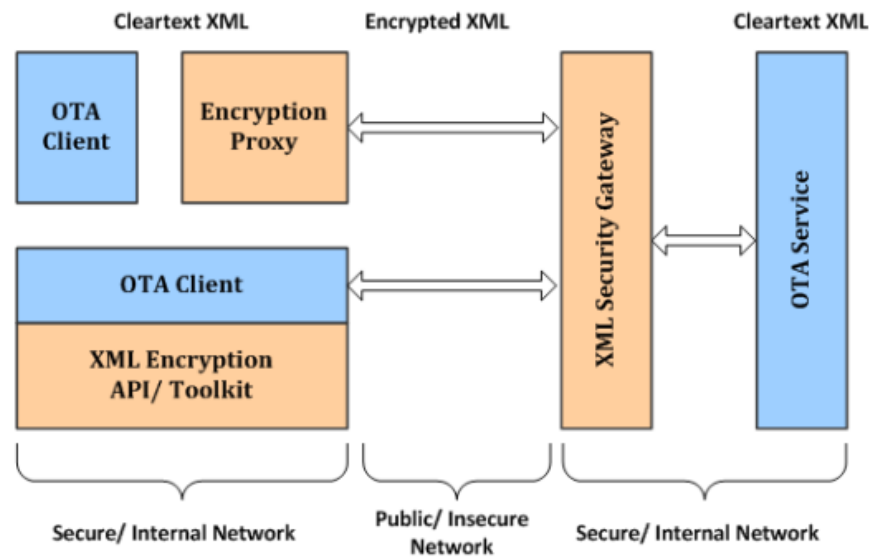 Cleartext XML
Encrypted XML
Cleartext XML
OTA
Client
Encryption
Proxy
XML Security Gateway
OTA Service
OTA Client
XML Encryption
API/ Toolkit
Secure/ Internal Network
Public/ Insecure
Network
Secure/ Internal Network